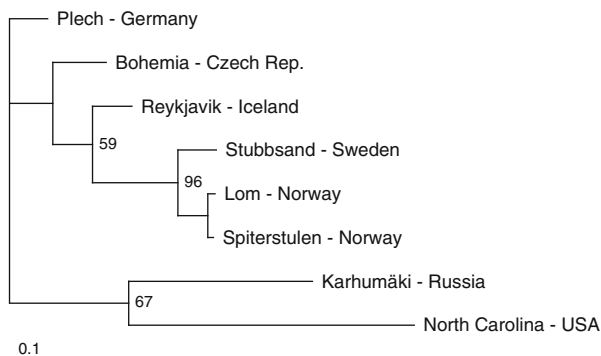 Plech - Germany
Bohemia - Czech Rep.
Reykjavik - Iceland
59
Stubbsand - Sweden
96
Lom - Norway
Spiterstulen - Norway
Karhumäki - Russia
67
North Carolina - USA
0.1